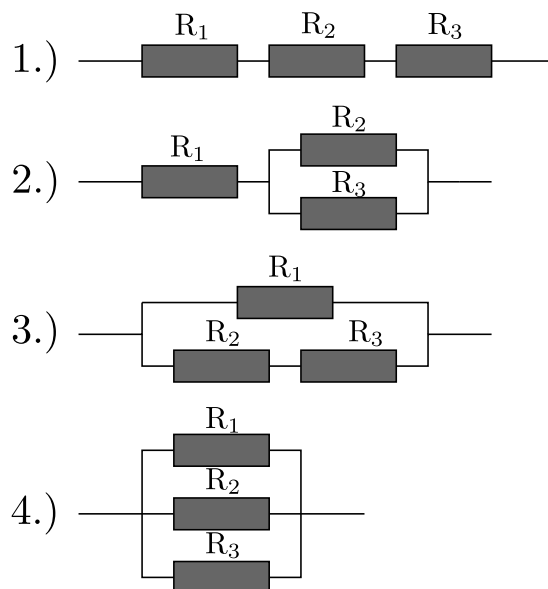 1.) R₁ R₂ R₃
2.) R₁ R₂
R₃
3.) R₁
R₂ R₃
4.) R₁
R₂
R₃